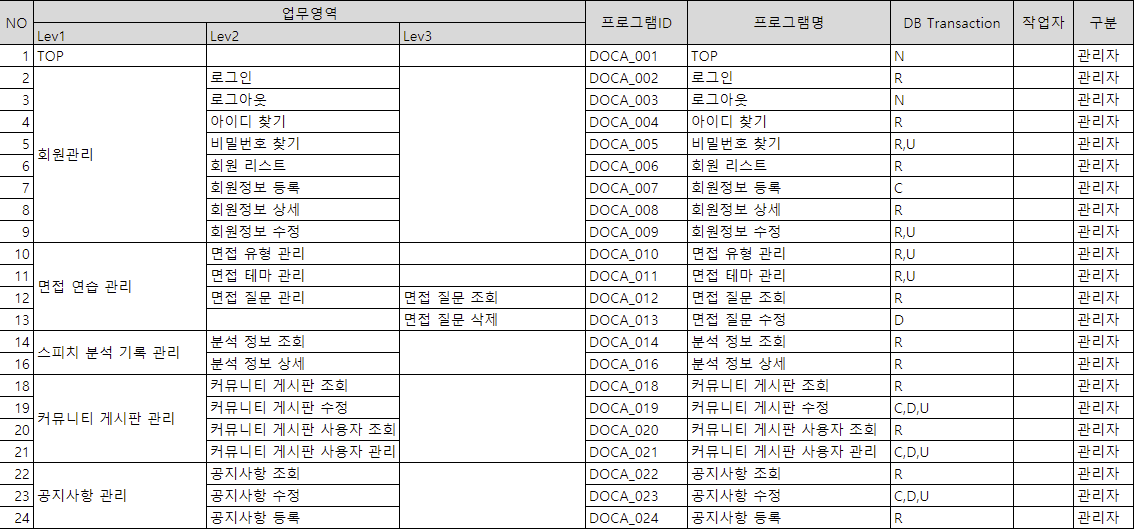 NO 업무영역 프로그램ID 프로그램명 DB Transaction 작업자 구분
Lev1 Lev2 Lev3
1 TOP DOCA_001 TOP N 관리자
2 회원관리 로그인 DOCA_002 로그인 R 관리자
3 로그아웃 DOCA_003 로그아웃 N 관리자
4 아이디 찾기 DOCA_004 아이디 찾기 R 관리자
5 비밀번호 찾기 DOCA_005 비밀번호 찾기 R,U 관리자
6 회원 리스트 DOCA_006 회원 리스트 R 관리자
7 회원정보 등록 DOCA_007 회원정보 등록 C 관리자
8 회원정보 상세 DOCA_008 회원정보 상세 R 관리자
9 회원정보 수정 DOCA_009 회원정보 수정 R,U 관리자
10 면접 연습 관리 면접 유형 관리 DOCA_010 면접 유형 관리 R,U 관리자
11 면접 테마 관리 DOCA_011 면접 테마 관리 R,U 관리자
12 면접 질문 관리 면접 질문 조회 DOCA_012 면접 질문 조회 R 관리자
13 면접 질문 삭제 DOCA_013 면접 질문 수정 D 관리자
14 스피치 분석 기록 관리 분석 정보 조회 DOCA_014 분석 정보 조회 R 관리자
16 분석 정보 상세 DOCA_016 분석 정보 상세 R 관리자
18 커뮤니티 게시판 관리 커뮤니티 게시판 조회 DOCA_018 커뮤니티 게시판 조회 R 관리자
19 커뮤니티 게시판 수정 DOCA_019 커뮤니티 게시판 수정 C,D,U 관리자
20 커뮤니티 게시판 사용자 조회 DOCA_020 커뮤니티 게시판 사용자 조회 R 관리자
21 커뮤니티 게시판 사용자 관리 DOCA_021 커뮤니티 게시판 사용자 관리 C,D,U 관리자
22 공지사항 관리 공지사항 조회 DOCA_022 공지사항 조회 R 관리자
23 공지사항 수정 DOCA_023 공지사항 수정 C,D,U 관리자
24 공지사항 등록 DOCA_024 공지사항 등록 R 관리자